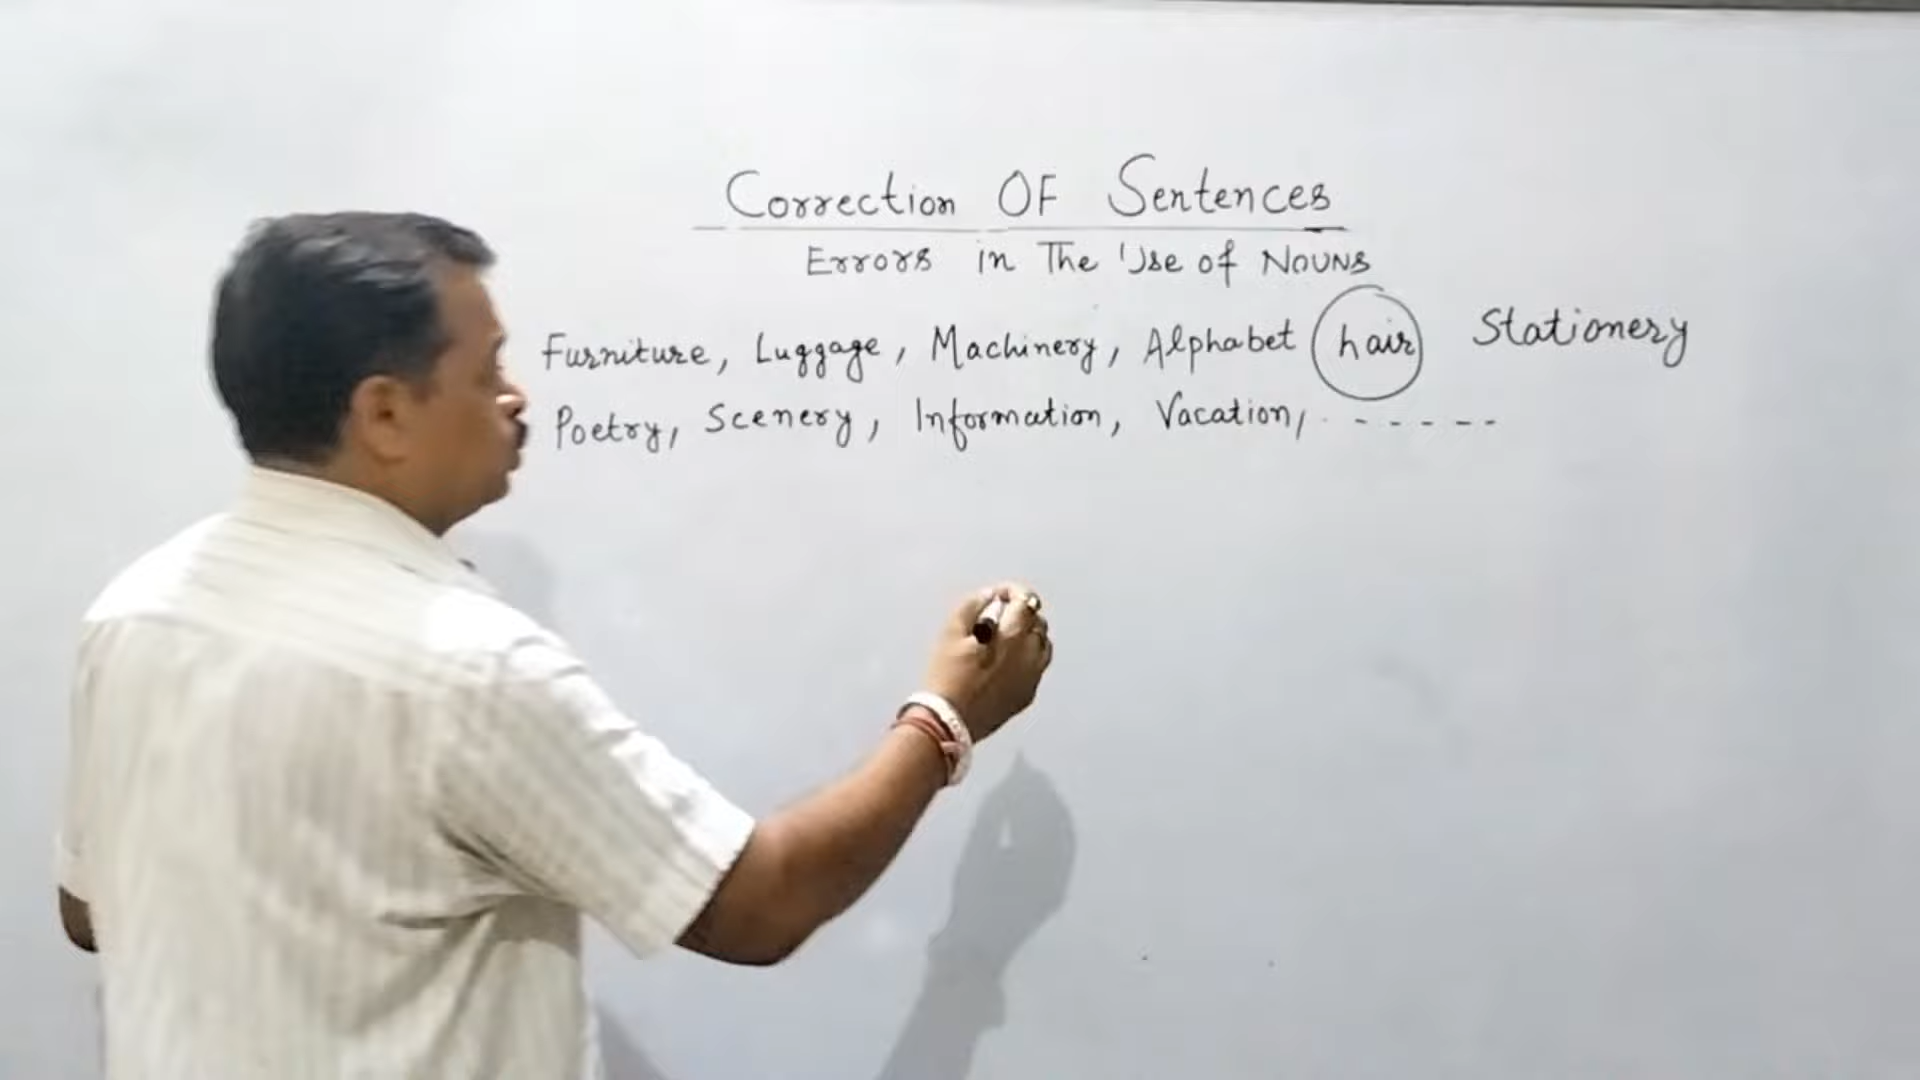 Correction OF Sentences
Errors in The Use of NOUNS
Furniture, Luggage, Machinery, Alphabet hair Stationery
Poetry, Scenery, Information, Vacation, ------